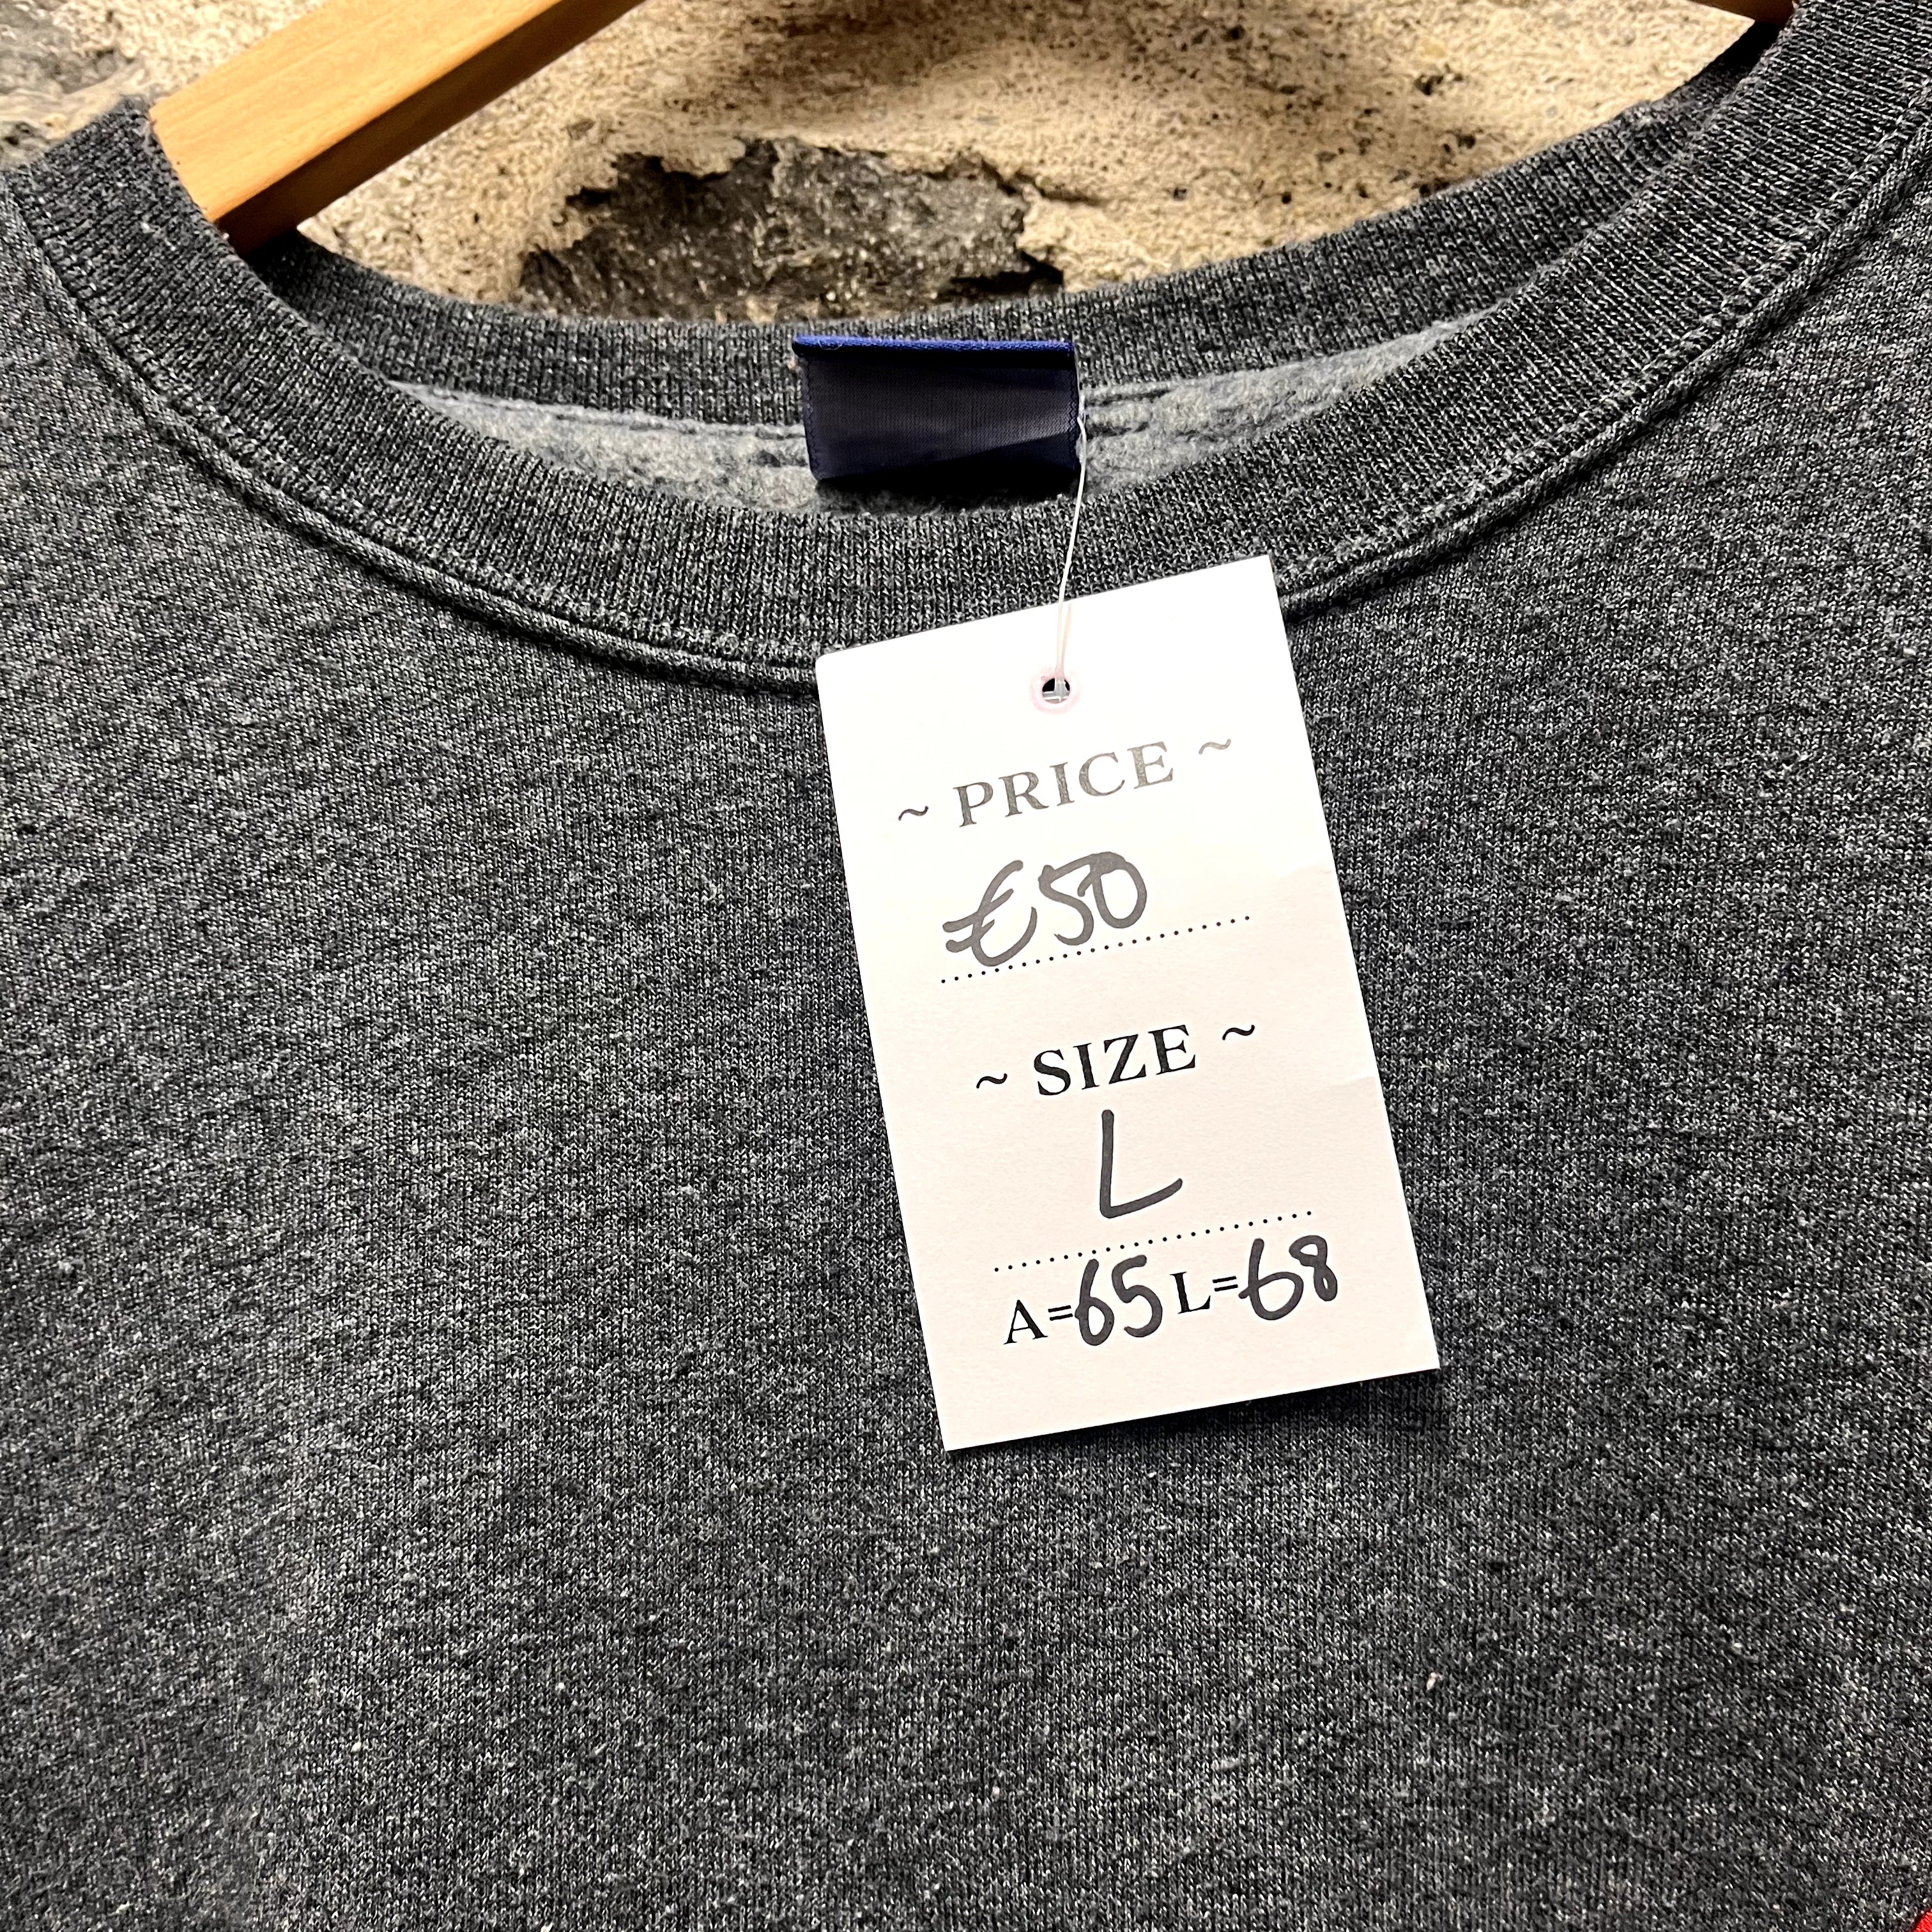 ~ PRICE ~
€50
~ SIZE ~
L
A=65 L=68